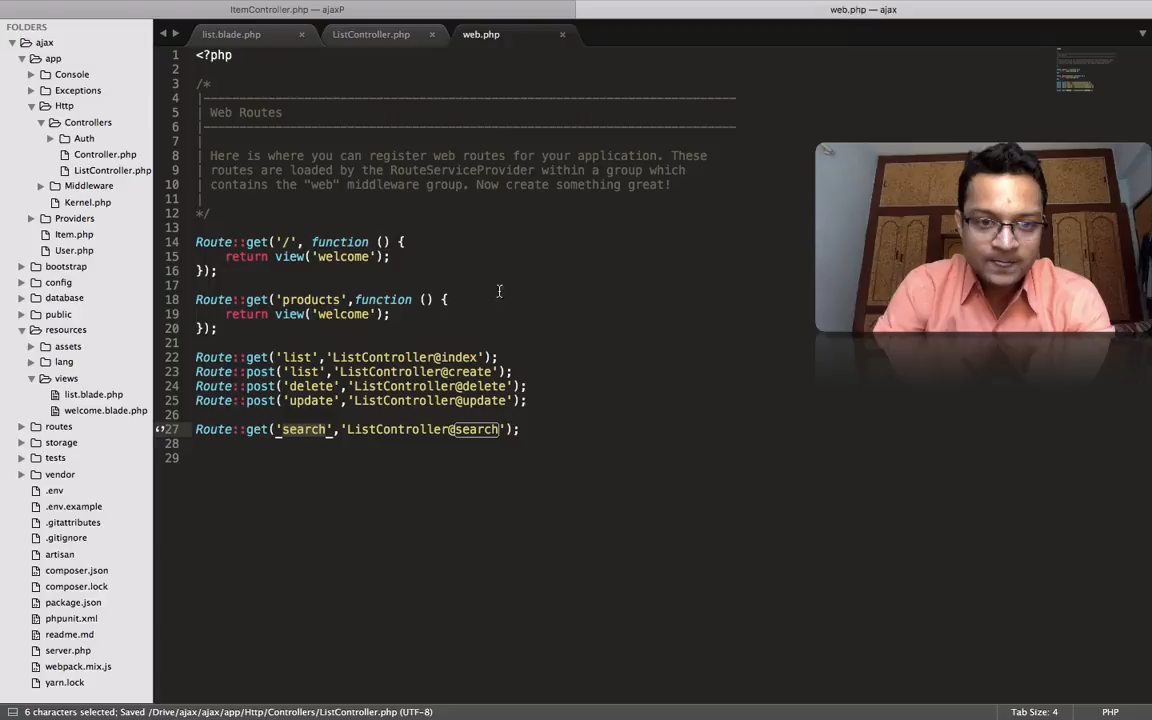 ItemController.php — ajaxP
web.php — ajax
FOLDERS
ajax
app
Console
Exceptions
Http
Controllers
Auth
Controller.php
ListController.php
Middleware
Kernel.php
Providers
Item.php
User.php
bootstrap
config
database
public
resources
assets
lang
views
list.blade.php
welcome.blade.php
routes
storage
tests
vendor
.env
.env.example
.gitattributes
.gitignore
artisan
composer.json
composer.lock
package.json
phpunit.xml
readme.md
server.php
webpack.mix.js
yarn.lock
list.blade.php
ListController.php
web.php
1 <?php
2
3 /*
4 |--------------------------------------------------------------------------
5 | Web Routes
6 |--------------------------------------------------------------------------
7 |
8 | Here is where you can register web routes for your application. These
9 | routes are loaded by the RouteServiceProvider within a group which
10 | contains the "web" middleware group. Now create something great!
11 |
12 */
13
14 Route::get('/', function () {
15 return view('welcome');
16 });
17
18 Route::get('products',function () {
19 return view('welcome');
20 });
21
22 Route::get('list','ListController@index');
23 Route::post('list','ListController@create');
24 Route::post('delete','ListController@delete');
25 Route::post('update','ListController@update');
26
27 Route::get('search','ListController@search');
28
29
6 characters selected; Saved /Drive/ajax/ajax/app/Http/Controllers/ListController.php (UTF-8)
Tab Size: 4
PHP